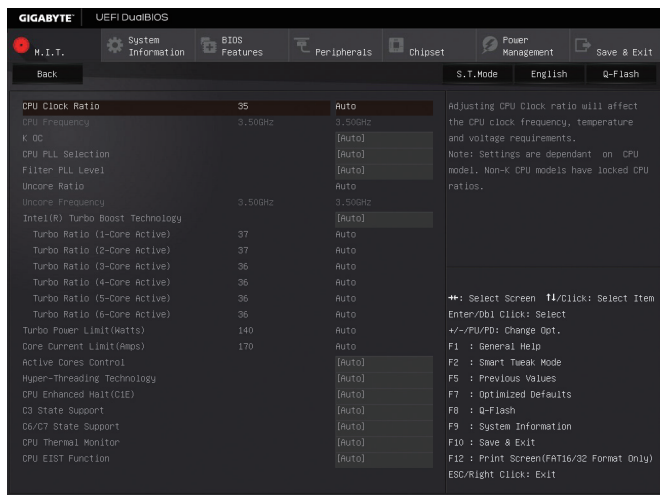 GIGABYTE™ UEFI DualBIOS
M.I.T. System Information BIOS Features Peripherals Chipset Power Management Save & Exit
Back S.T.Mode English Q-Flash
CPU Clock Ratio 35 Auto
CPU Frequency 3.50GHz 3.50GHz
K OC [Auto]
CPU PLL Selection [Auto]
Filter PLL Level [Auto]
Uncore Ratio Auto
Uncore Frequency 3.50GHz 3.50GHz
Intel(R) Turbo Boost Technology [Auto]
Turbo Ratio (1-Core Active) 37 Auto
Turbo Ratio (2-Core Active) 37 Auto
Turbo Ratio (3-Core Active) 36 Auto
Turbo Ratio (4-Core Active) 36 Auto
Turbo Ratio (5-Core Active) 36 Auto
Turbo Ratio (6-Core Active) 36 Auto
Turbo Power Limit(Watts) 140 Auto
Core Current Limit(Amps) 170 Auto
Active Cores Control [Auto]
Hyper-Threading Technology [Auto]
CPU Enhanced Halt(C1E) [Auto]
C3 State Support [Auto]
C6/C7 State Support [Auto]
CPU Thermal Monitor [Auto]
CPU EIST Function [Auto]
Adjusting CPU Clock ratio will affect
the CPU clock frequency, temperature
and voltage requirements.
Note: Settings are dependant on CPU
model. Non-K CPU models have locked CPU
ratios.
→←: Select Screen ↑↓/Click: Select Item
Enter/Dbl Click: Select
+/-/PU/PD: Change Opt.
F1 : General Help
F2 : Smart Tweak Mode
F5 : Previous Values
F7 : Optimized Defaults
F8 : Q-Flash
F9 : System Information
F10 : Save & Exit
F12 : Print Screen(FAT16/32 Format Only)
ESC/Right Click: Exit